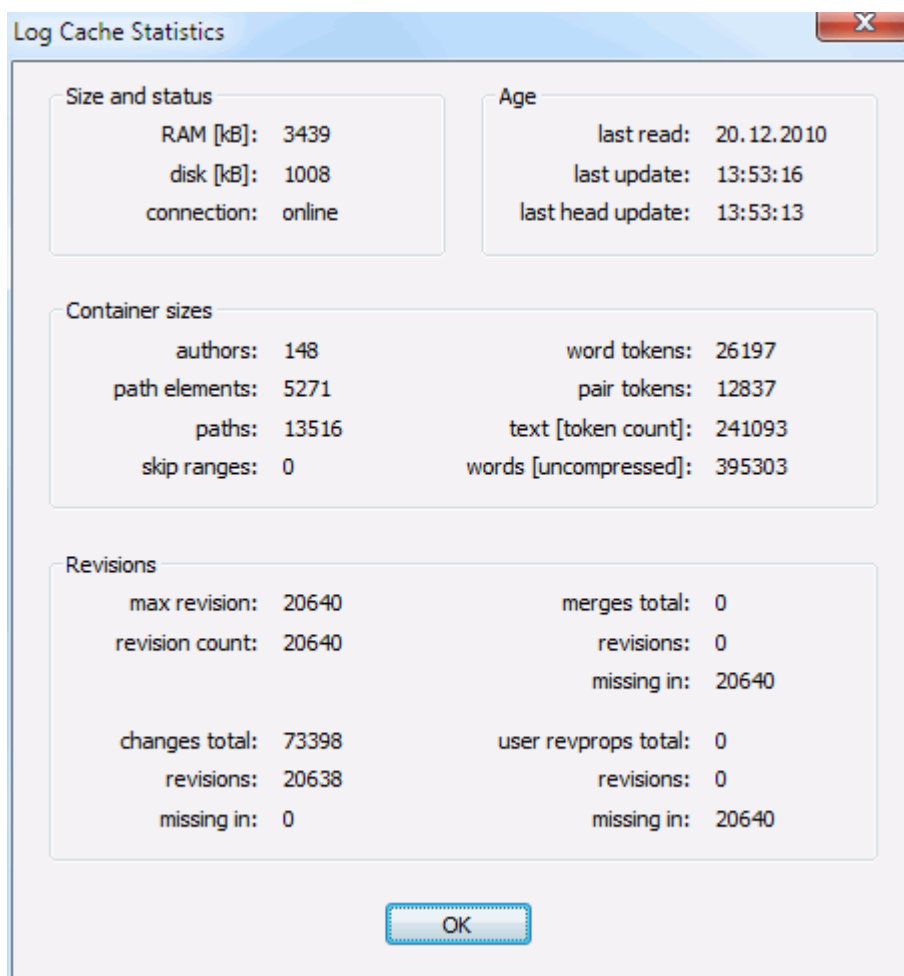 Log Cache Statistics
Size and status
RAM [kB]: 3439
disk [kB]: 1008
connection: online
Age
last read: 20.12.2010
last update: 13:53:16
last head update: 13:53:13
Container sizes
authors: 148
path elements: 5271
paths: 13516
skip ranges: 0
word tokens: 26197
pair tokens: 12837
text [token count]: 241093
words [uncompressed]: 395303
Revisions
max revision: 20640
revision count: 20640
merges total: 0
revisions: 0
missing in: 20640
changes total: 73398
revisions: 20638
missing in: 0
user revprops total: 0
revisions: 0
missing in: 20640
OK